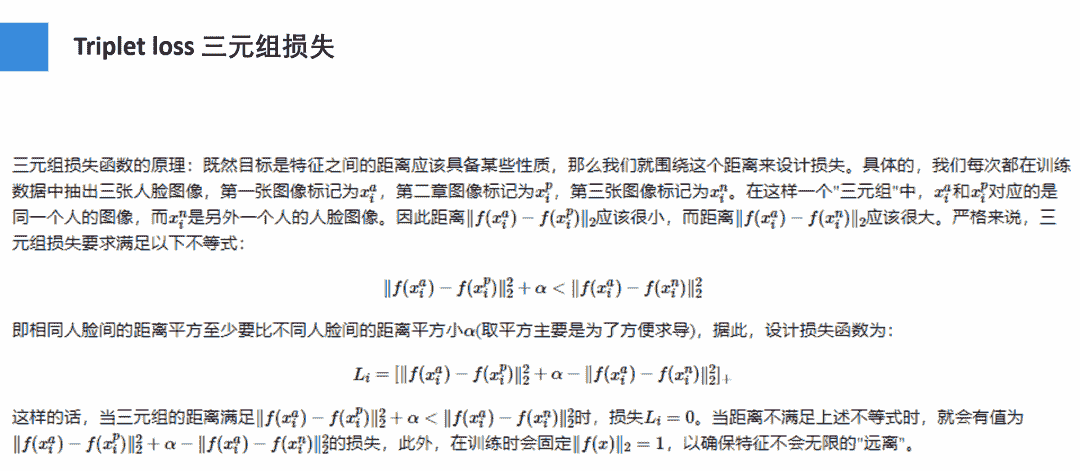 Triplet loss 三元组损失
三元组损失函数的原理：既然目标是特征之间的距离应该具备某些性质，那么我们就围绕这个距离来设计损失。具体的，我们每次都在训练
数据中抽出三张人脸图像，第一张图像标记为$x_i^a$，第二章图像标记为$x_i^p$，第三张图像标记为$x_i^n$。在这样一个"三元组"中，$x_i^a$和$x_i^p$对应的是
同一个人的图像，而$x_i^n$是另外一个人的人脸图像。因此距离$\|f(x_i^a)-f(x_i^p)\|_2$应该很小，而距离$\|f(x_i^a)-f(x_i^n)\|_2$应该很大。严格来说，三
元组损失要求满足以下不等式：
$\|f(x_i^a)-f(x_i^p)\|_2^2+\alpha<\|f(x_i^a)-f(x_i^n)\|_2^2$
即相同人脸间的距离平方至少要比不同人脸间的距离平方小$\alpha$(取平方主要是为了方便求导)，据此，设计损失函数为：
$L_i=[\|f(x_i^a)-f(x_i^p)\|_2^2+\alpha-\|f(x_i^a)-f(x_i^n)\|_2^2]_+$
这样的话，当三元组的距离满足$\|f(x_i^a)-f(x_i^p)\|_2^2+\alpha<\|f(x_i^a)-f(x_i^n)\|_2^2$时，损失$L_i=0$。当距离不满足上述不等式时，就会有值为
$\|f(x_i^a)-f(x_i^p)\|_2^2+\alpha-\|f(x_i^a)-f(x_i^n)\|_2^2$的损失，此外，在训练时会固定$\|f(x)\|_2=1$，以确保特征不会无限的"远离"。